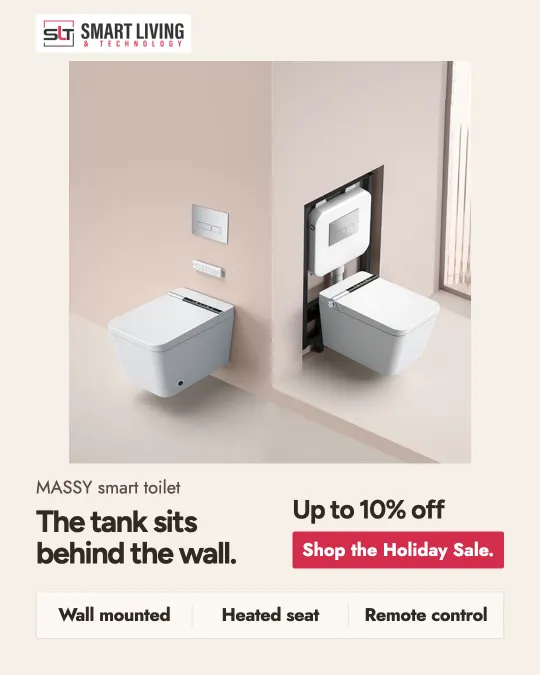 SLT SMART LIVING
& TECHNOLOGY
MASSY smart toilet
The tank sits
behind the wall.
Up to 10% off
Shop the Holiday Sale.
Wall mounted
Heated seat
Remote control